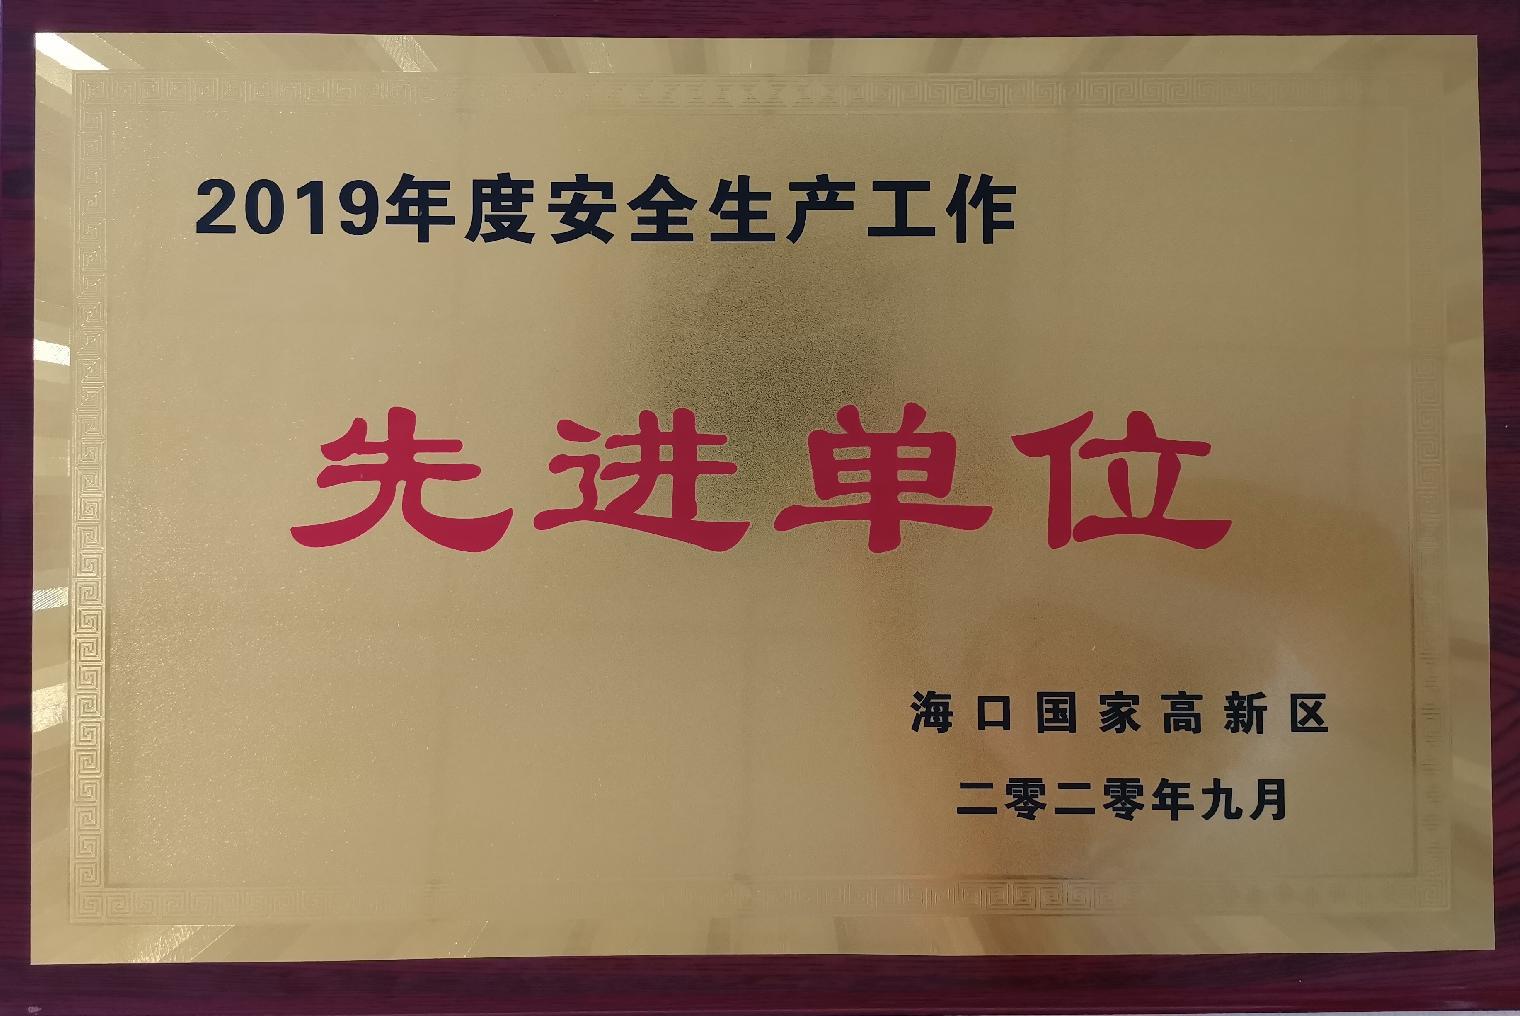 2019年度安全生产工作
先进单位
海口国家高新区
二零二零年九月